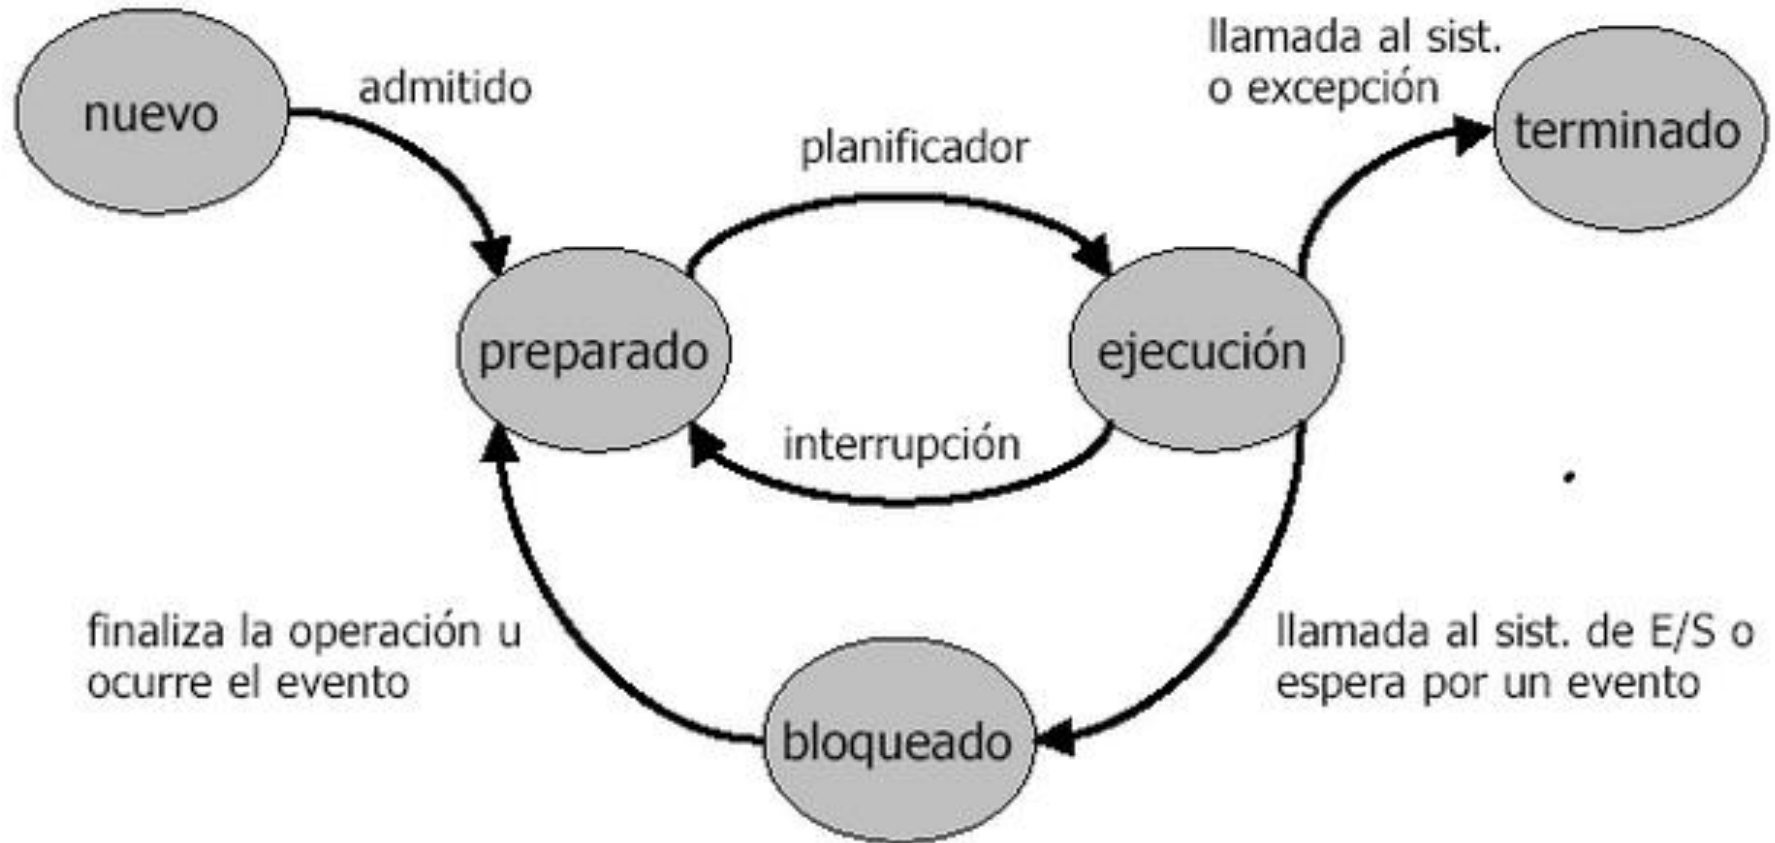 nuevo
admitido
planificador
llamada al sist.
o excepción
terminado
preparado
ejecución
interrupción
finaliza la operación u
ocurre el evento
llamada al sist. de E/S o
espera por un evento
bloqueado